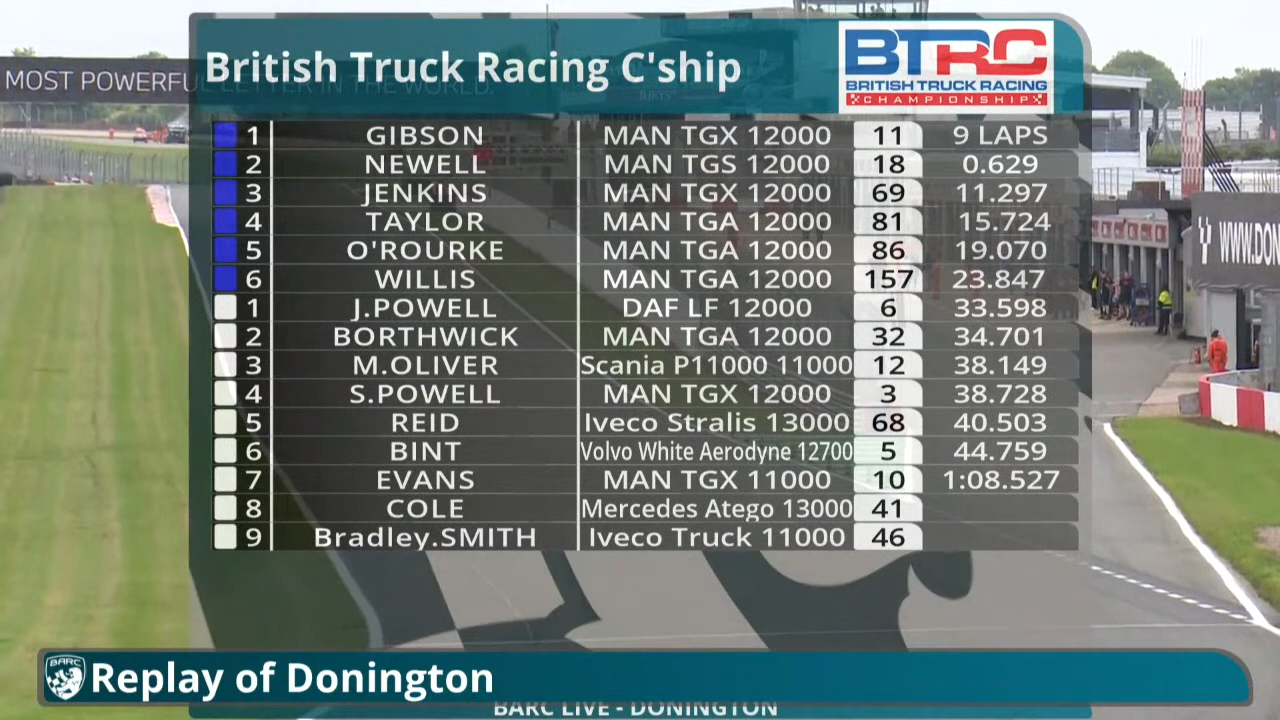 MOST POWERFUL LETTER IN THE WORLD.
British Truck Racing C'ship
BTRC
BRITISH TRUCK RACING
CHAMPIONSHIP
1 GIBSON MAN TGX 12000 11 9 LAPS
2 NEWELL MAN TGS 12000 18 0.629
3 JENKINS MAN TGX 12000 69 11.297
4 TAYLOR MAN TGA 12000 81 15.724
5 O'ROURKE MAN TGA 12000 86 19.070
6 WILLIS MAN TGA 12000 157 23.847
1 J.POWELL DAF LF 12000 6 33.598
2 BORTHWICK MAN TGA 12000 32 34.701
3 M.OLIVER Scania P11000 11000 12 38.149
4 S.POWELL MAN TGX 12000 3 38.728
5 REID Iveco Stralis 13000 68 40.503
6 BINT Volvo White Aerodyne 12700 5 44.759
7 EVANS MAN TGX 11000 10 1:08.527
8 COLE Mercedes Atego 13000 41
9 Bradley.SMITH Iveco Truck 11000 46
WWW.DON
BARC
Replay of Donington
BARC LIVE - DONINGTON